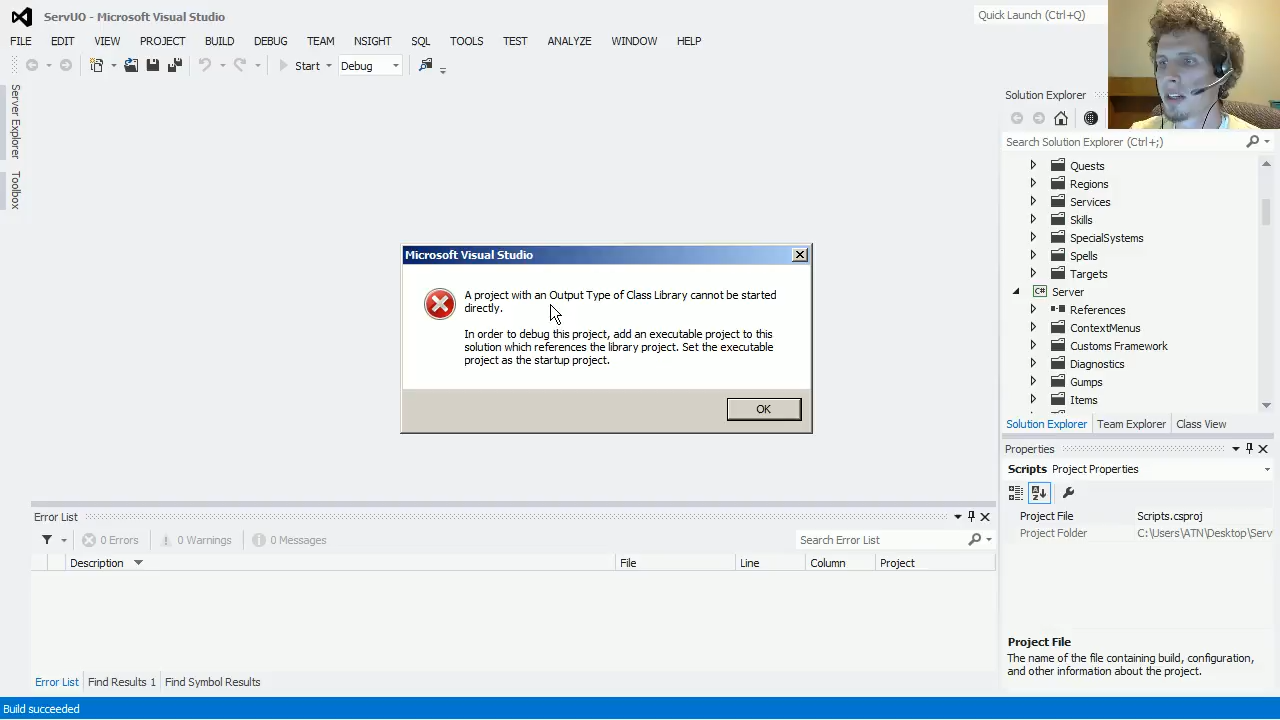 ServUO - Microsoft Visual Studio
Quick Launch (Ctrl+Q)
FILE EDIT VIEW PROJECT BUILD DEBUG TEAM NSIGHT SQL TOOLS TEST ANALYZE WINDOW HELP
Start Debug
Server Explorer
Toolbox
Solution Explorer
Search Solution Explorer (Ctrl+;)
Quests
Regions
Services
Skills
SpecialSystems
Spells
Targets
C# Server
References
ContextMenus
Customs Framework
Diagnostics
Gumps
Items
Solution Explorer Team Explorer Class View
Microsoft Visual Studio
A project with an Output Type of Class Library cannot be started
directly.
In order to debug this project, add an executable project to this
solution which references the library project. Set the executable
project as the startup project.
OK
Properties
Scripts Project Properties
Project File Scripts.csproj
Project Folder C:\Users\ATN\Desktop\Serv
Project File
The name of the file containing build, configuration,
and other information about the project.
Error List
0 Errors 0 Warnings 0 Messages
Search Error List
Description File Line Column Project
Error List Find Results 1 Find Symbol Results
Build succeeded